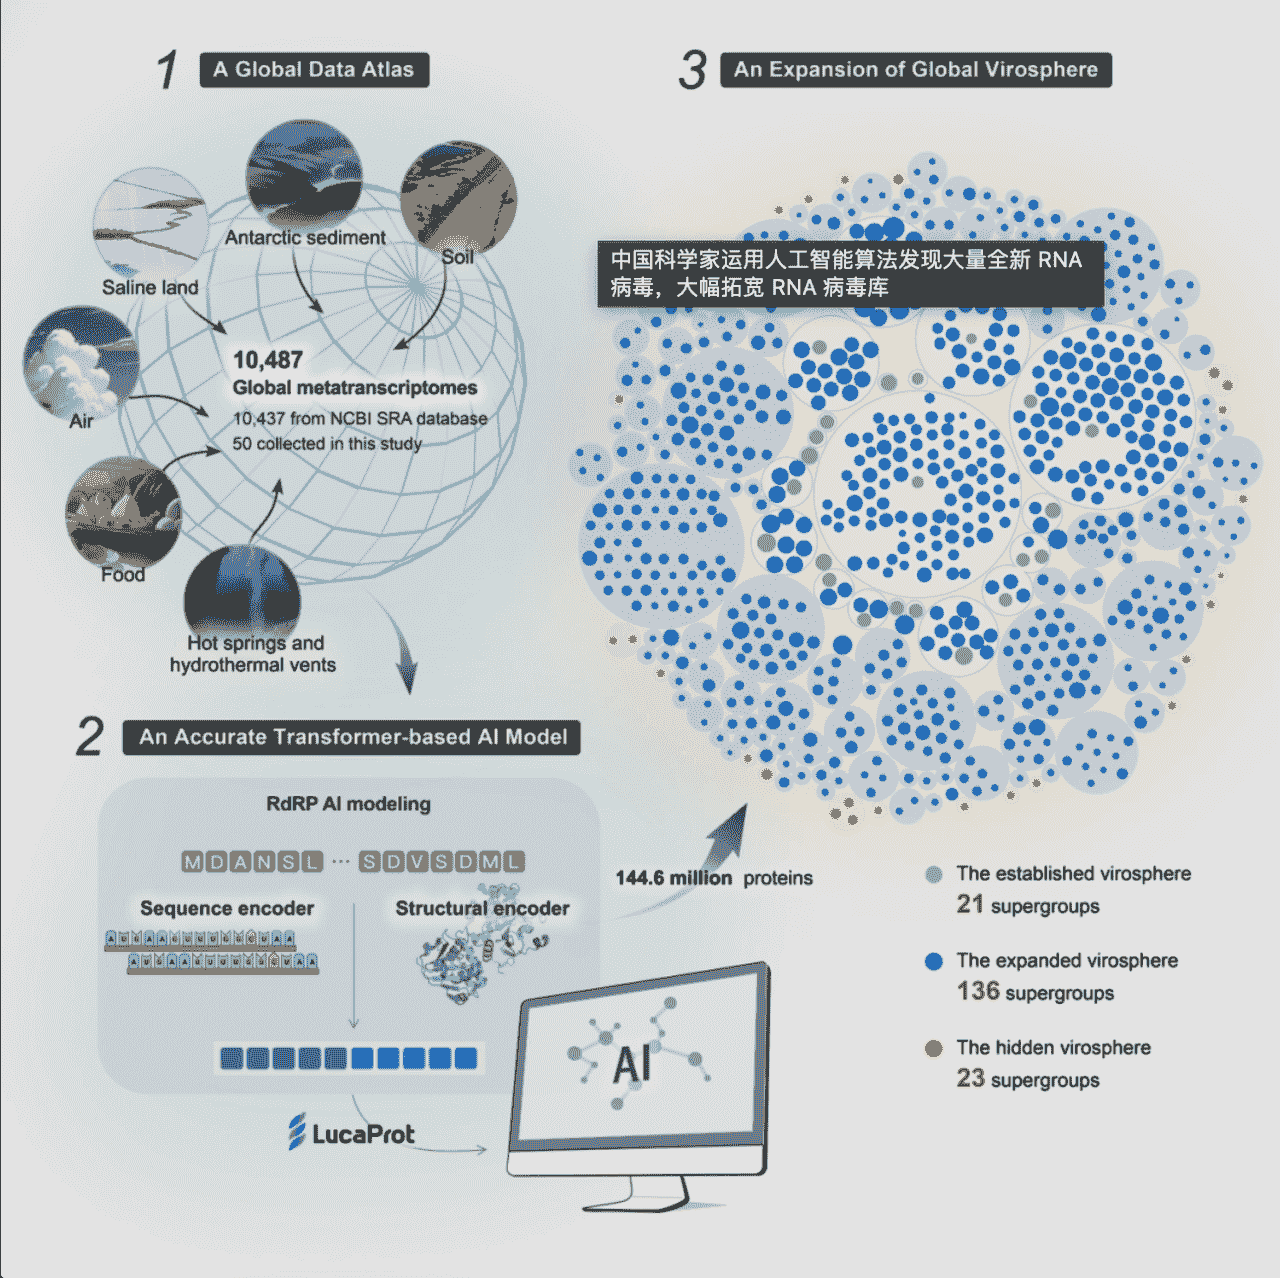 1 A Global Data Atlas
Antarctic sediment
Soil
Saline land
Air
Food
Hot springs and
hydrothermal vents
10,487
Global metatranscriptomes
10,437 from NCBI SRA database
50 collected in this study
2 An Accurate Transformer-based AI Model
RdRP AI modeling
MDANSL ... SDVSDML
Sequence encoder
Structural encoder
AUGAAGUUUGGCUAA
AUGAAGUUUGGCUAA
LucaProt
AI
144.6 million proteins
3 An Expansion of Global Virosphere
中国科学家运用人工智能算法发现大量全新 RNA
病毒，大幅拓宽 RNA 病毒库
The established virosphere
21 supergroups
The expanded virosphere
136 supergroups
The hidden virosphere
23 supergroups